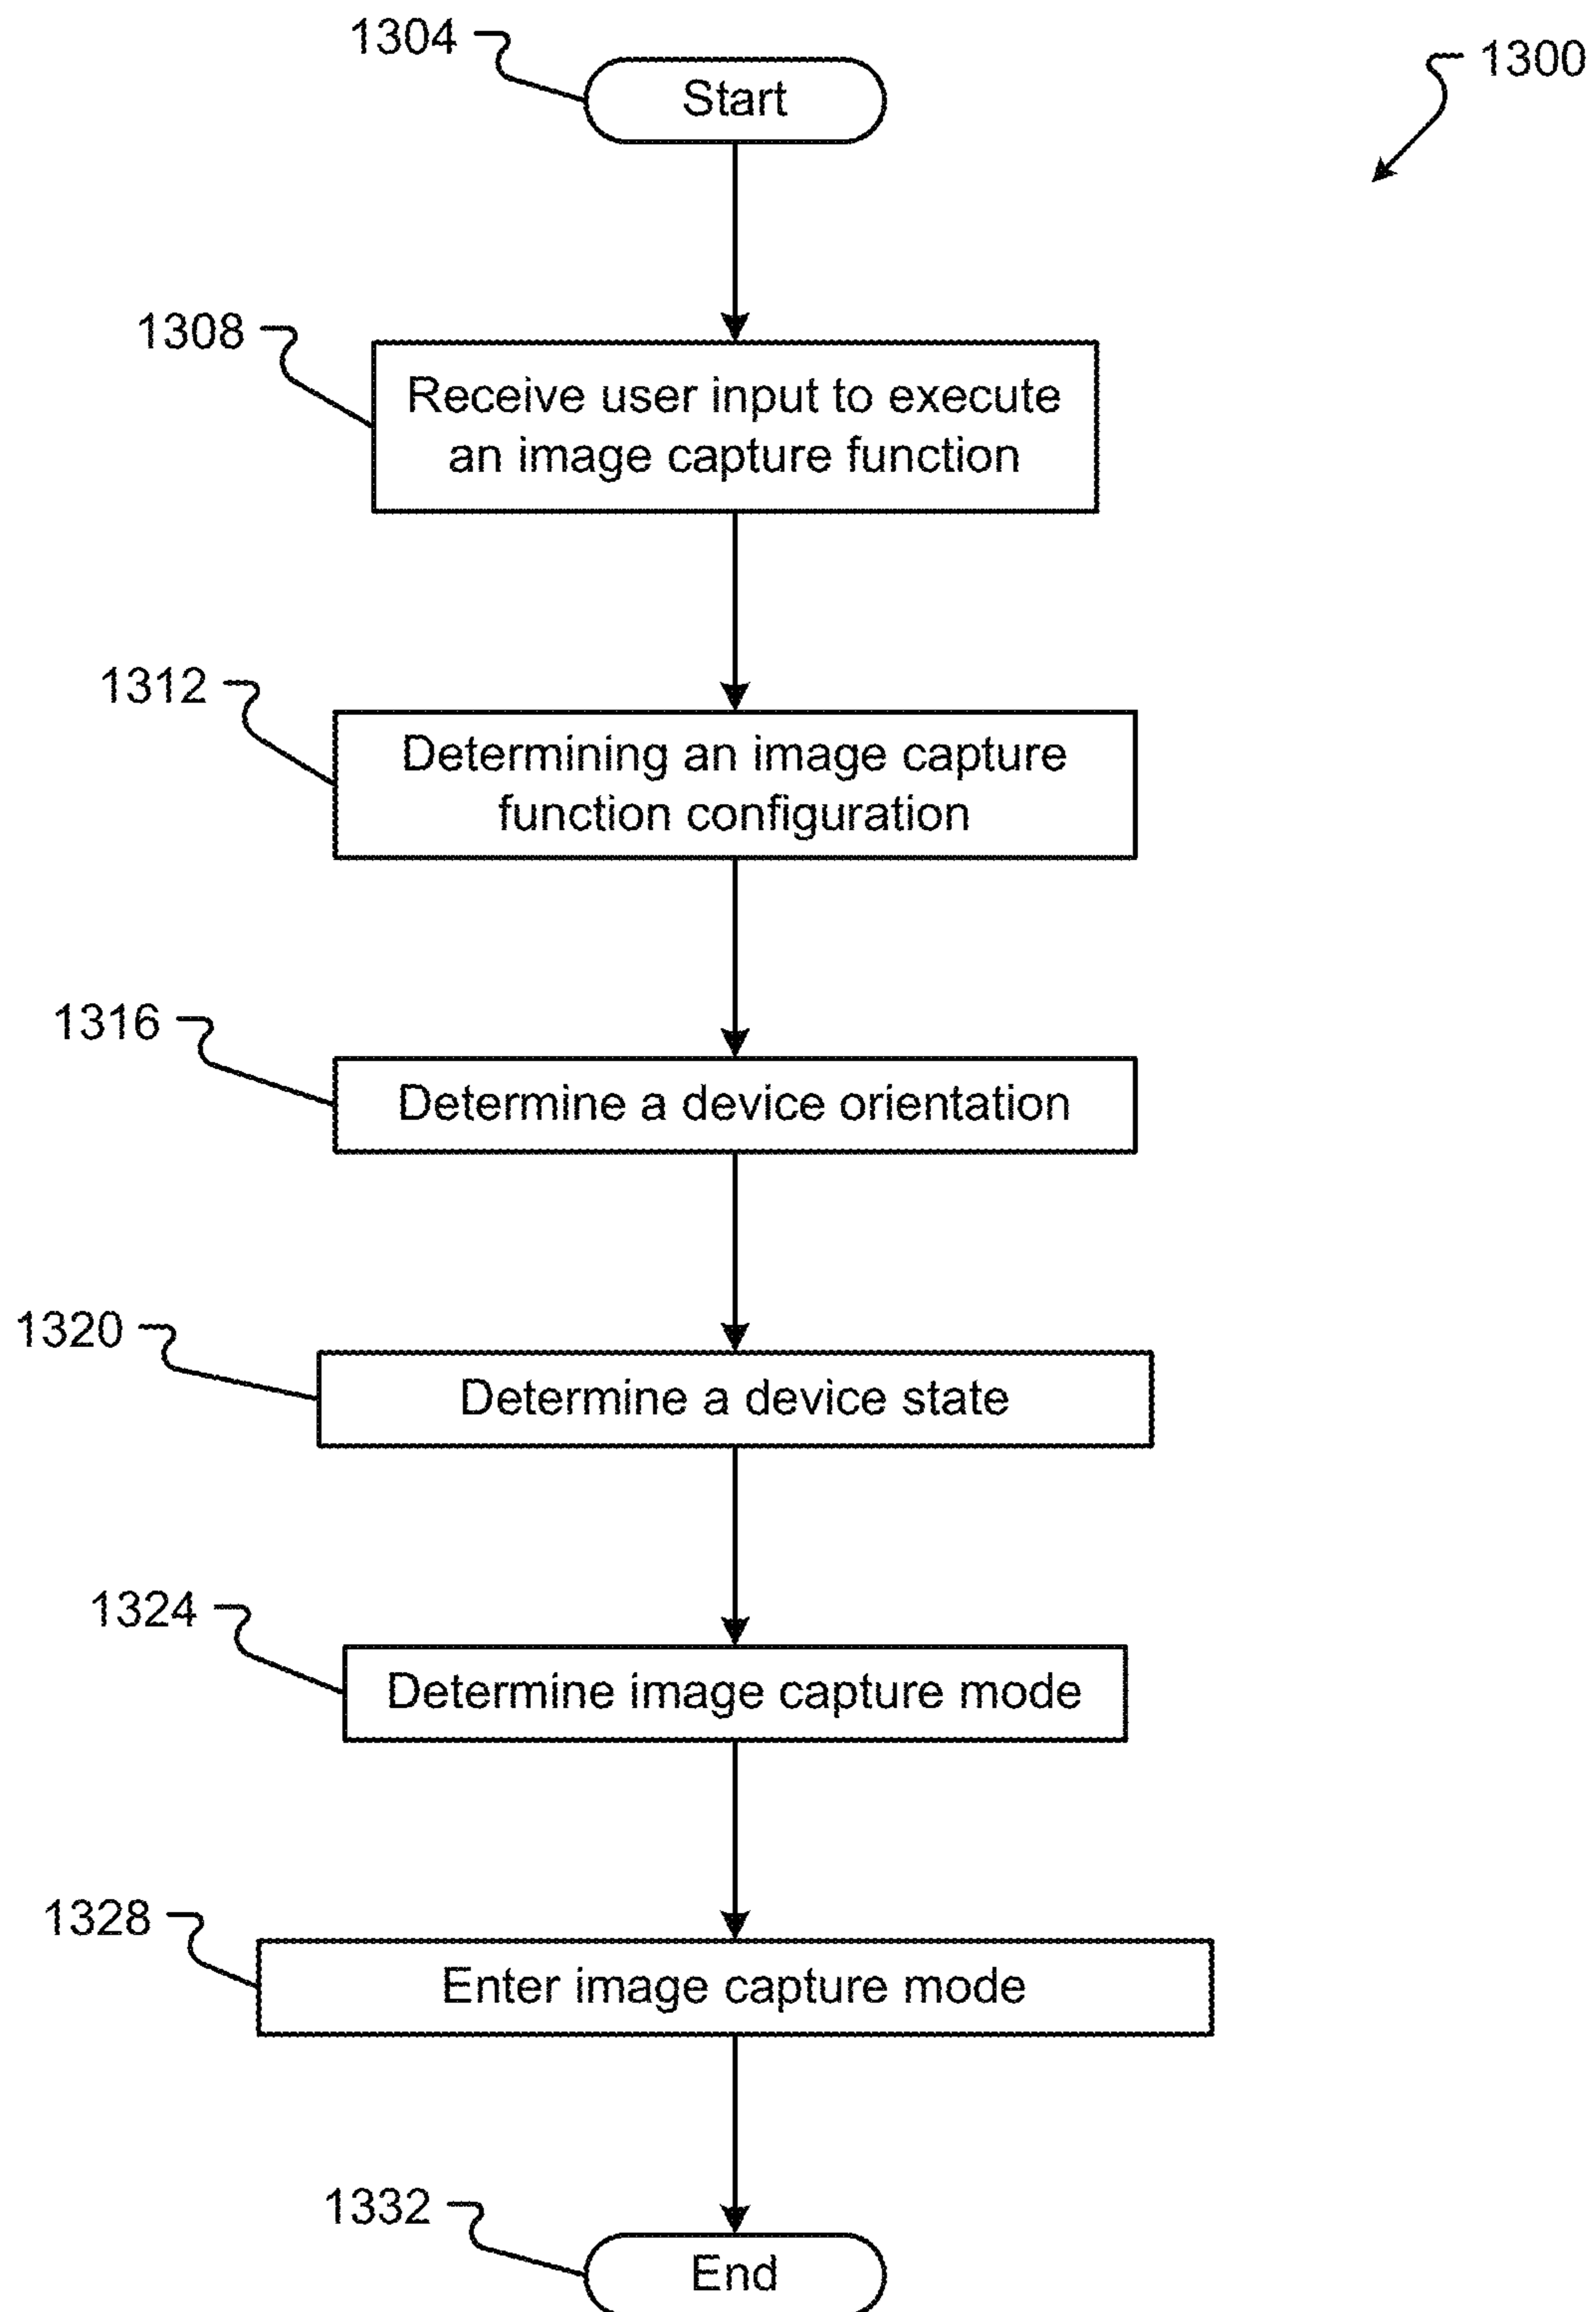 1304
Start
1300
1308
Receive user input to execute
an image capture function
1312
Determining an image capture
function configuration
1316
Determine a device orientation
1320
Determine a device state
1324
Determine image capture mode
1328
Enter image capture mode
1332
End